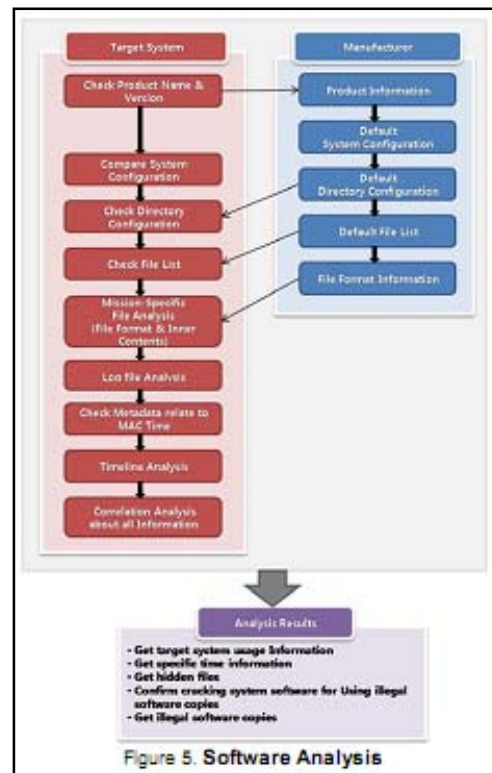 Target System
Check Product Name &
Version
Compare System
Configuration
Check Directory
Configuration
Check File List
Mission-Specific
File Analysis
(File Format & Inner
Contents)
Log file Analysis
Check Metadata relate to
MAC Time
Timeline Analysis
Correlation Analysis
about all Information
Manufacturer
Product Information
Default
System Configuration
Default
Directory Configuration
Default File List
File Format Information
Analysis Results
- Get target system usage Information
- Get specific time information
- Get hidden files
- Confirm cracking system software for Using illegal
software copies
- Get illegal software copies
Figure 5. Software Analysis